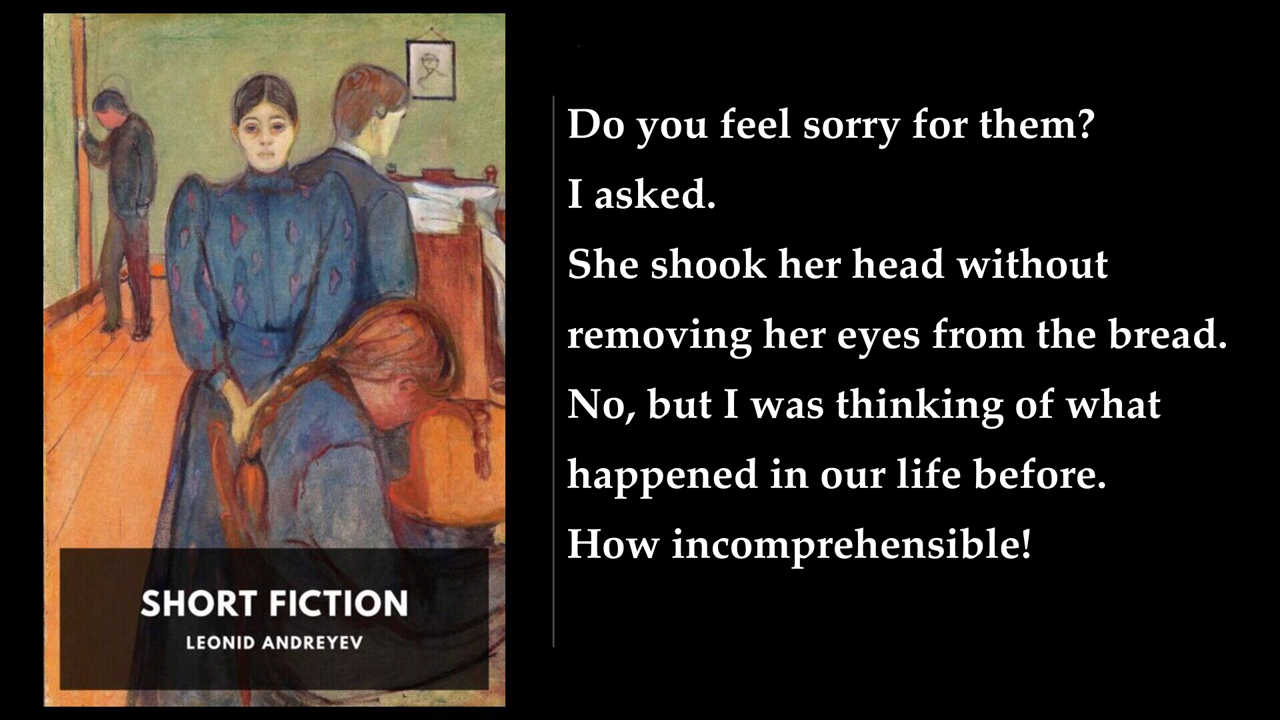 SHORT FICTION
LEONID ANDREYEV
Do you feel sorry for them?
I asked.
She shook her head without
removing her eyes from the bread.
No, but I was thinking of what
happened in our life before.
How incomprehensible!